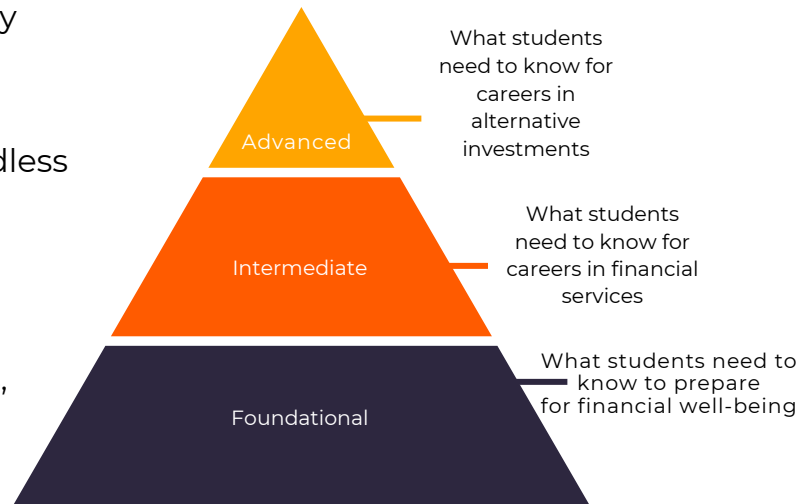 y
What students
need to know for
careers in
alternative
investments
Advanced
dless
What students
need to know for
careers in financial
services
Intermediate
What students need to
know to prepare
for financial well-being
,
Foundational